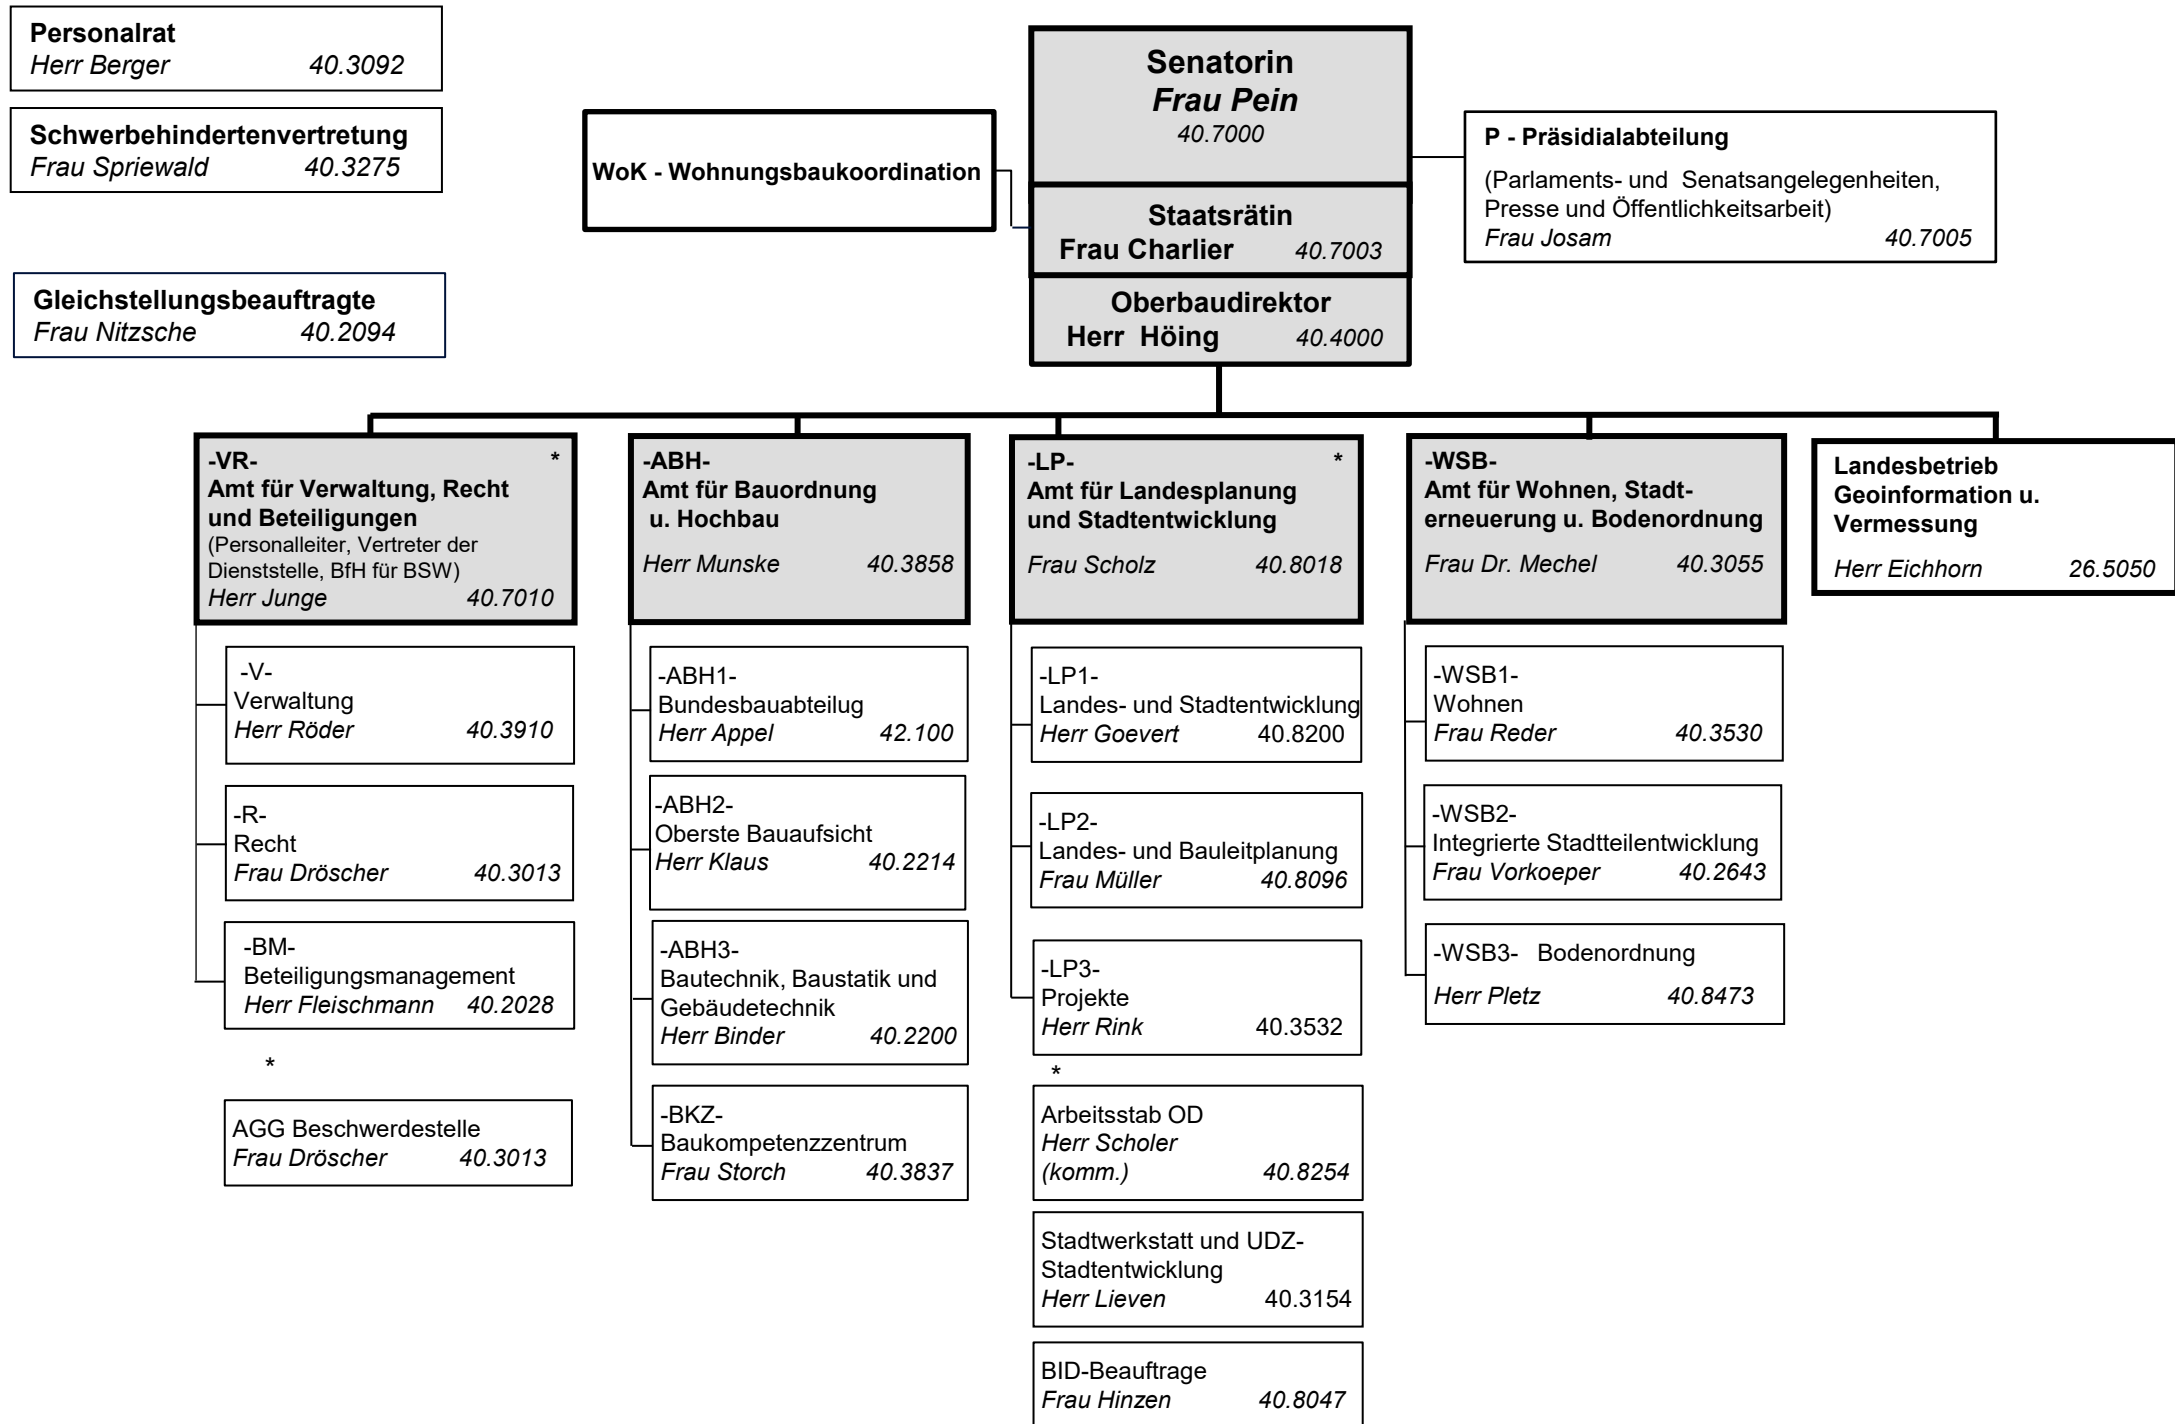 Personalrat
Herr Berger 40.3092
Schwerbehindertenvertretung
Frau Spriewald 40.3275
Gleichstellungsbeauftragte
Frau Nitzsche 40.2094
WoK - Wohnungsbaukoordination
Senatorin
Frau Pein
40.7000
Staatsrätin
Frau Charlier 40.7003
Oberbaudirektor
Herr Höing 40.4000
P - Präsidialabteilung
(Parlaments- und Senatsangelegenheiten,
Presse und Öffentlichkeitsarbeit)
Frau Josam 40.7005
-VR- *
Amt für Verwaltung, Recht
und Beteiligungen
(Personalleiter, Vertreter der
Dienststelle, BfH für BSW)
Herr Junge 40.7010
-V-
Verwaltung
Herr Röder 40.3910
-R-
Recht
Frau Dröscher 40.3013
-BM-
Beteiligungsmanagement
Herr Fleischmann 40.2028
*
AGG Beschwerdestelle
Frau Dröscher 40.3013
-ABH-
Amt für Bauordnung
u. Hochbau
Herr Munske 40.3858
-ABH1-
Bundesbauabteilug
Herr Appel 42.100
-ABH2-
Oberste Bauaufsicht
Herr Klaus 40.2214
-ABH3-
Bautechnik, Baustatik und
Gebäudetechnik
Herr Binder 40.2200
-BKZ-
Baukompetenzzentrum
Frau Storch 40.3837
-LP- *
Amt für Landesplanung
und Stadtentwicklung
Frau Scholz 40.8018
-LP1-
Landes- und Stadtentwicklung
Herr Goevert 40.8200
-LP2-
Landes- und Bauleitplanung
Frau Müller 40.8096
-LP3-
Projekte
Herr Rink 40.3532
*
Arbeitsstab OD
Herr Scholer
(komm.) 40.8254
Stadtwerkstatt und UDZ-
Stadtentwicklung
Herr Lieven 40.3154
BID-Beauftrage
Frau Hinzen 40.8047
-WSB-
Amt für Wohnen, Stadt-
erneuerung u. Bodenordnung
Frau Dr. Mechel 40.3055
-WSB1-
Wohnen
Frau Reder 40.3530
-WSB2-
Integrierte Stadtteilentwicklung
Frau Vorkoeper 40.2643
-WSB3- Bodenordnung
Herr Pletz 40.8473
Landesbetrieb
Geoinformation u.
Vermessung
Herr Eichhorn 26.5050